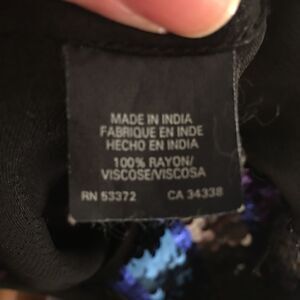 MADE IN INDIA
FABRIQUE EN INDE
HECHO EN INDIA
100% RAYON/
VISCOSE/VISCOSA
RN 53372 CA 34338